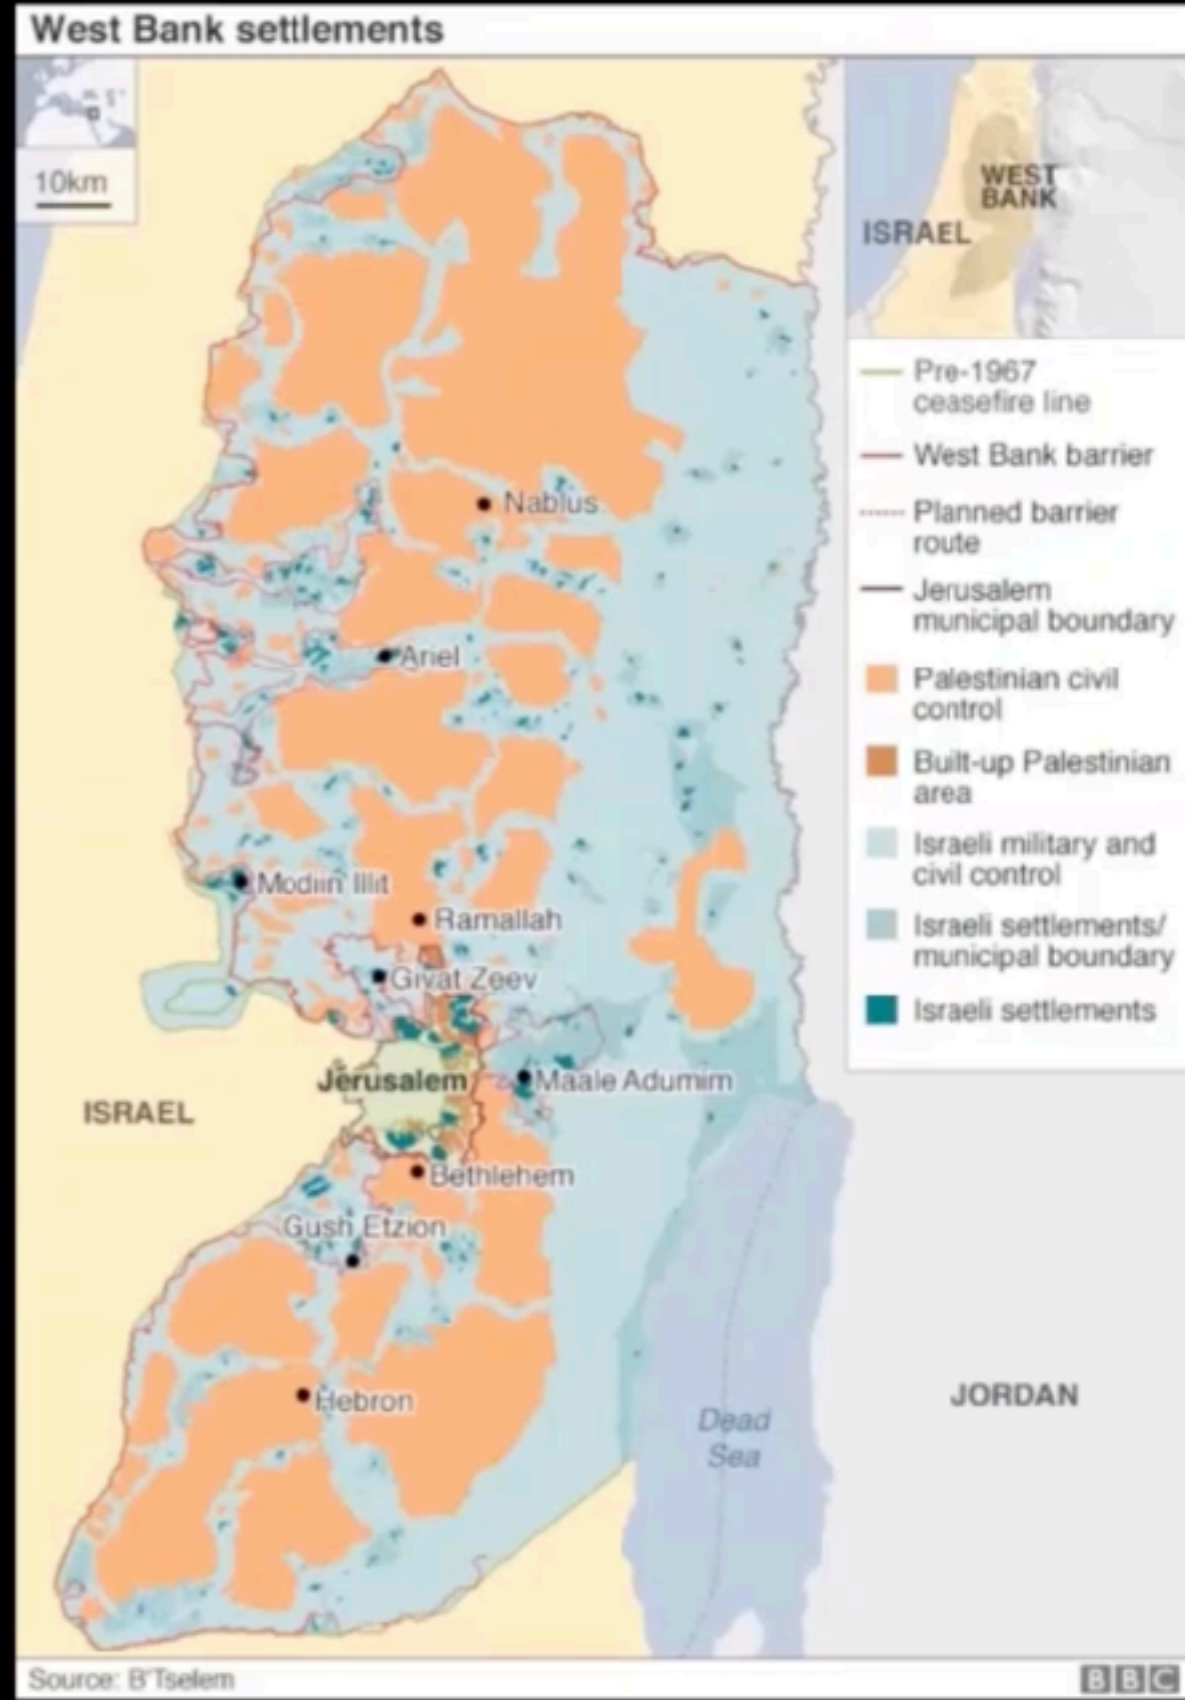 West Bank settlements
10km
WEST
BANK
ISRAEL
Pre-1967
ceasefire line
West Bank barrier
Planned barrier
route
Jerusalem
municipal boundary
Palestinian civil
control
Built-up Palestinian
area
Israeli military and
civil control
Israeli settlements/
municipal boundary
Israeli settlements
Nablus
Ariel
Modiin Illit
Ramallah
Givat Zeev
Jerusalem
Maale Adumim
ISRAEL
Bethlehem
Gush Etzion
Hebron
JORDAN
Dead
Sea
Source: B'Tselem
BBC